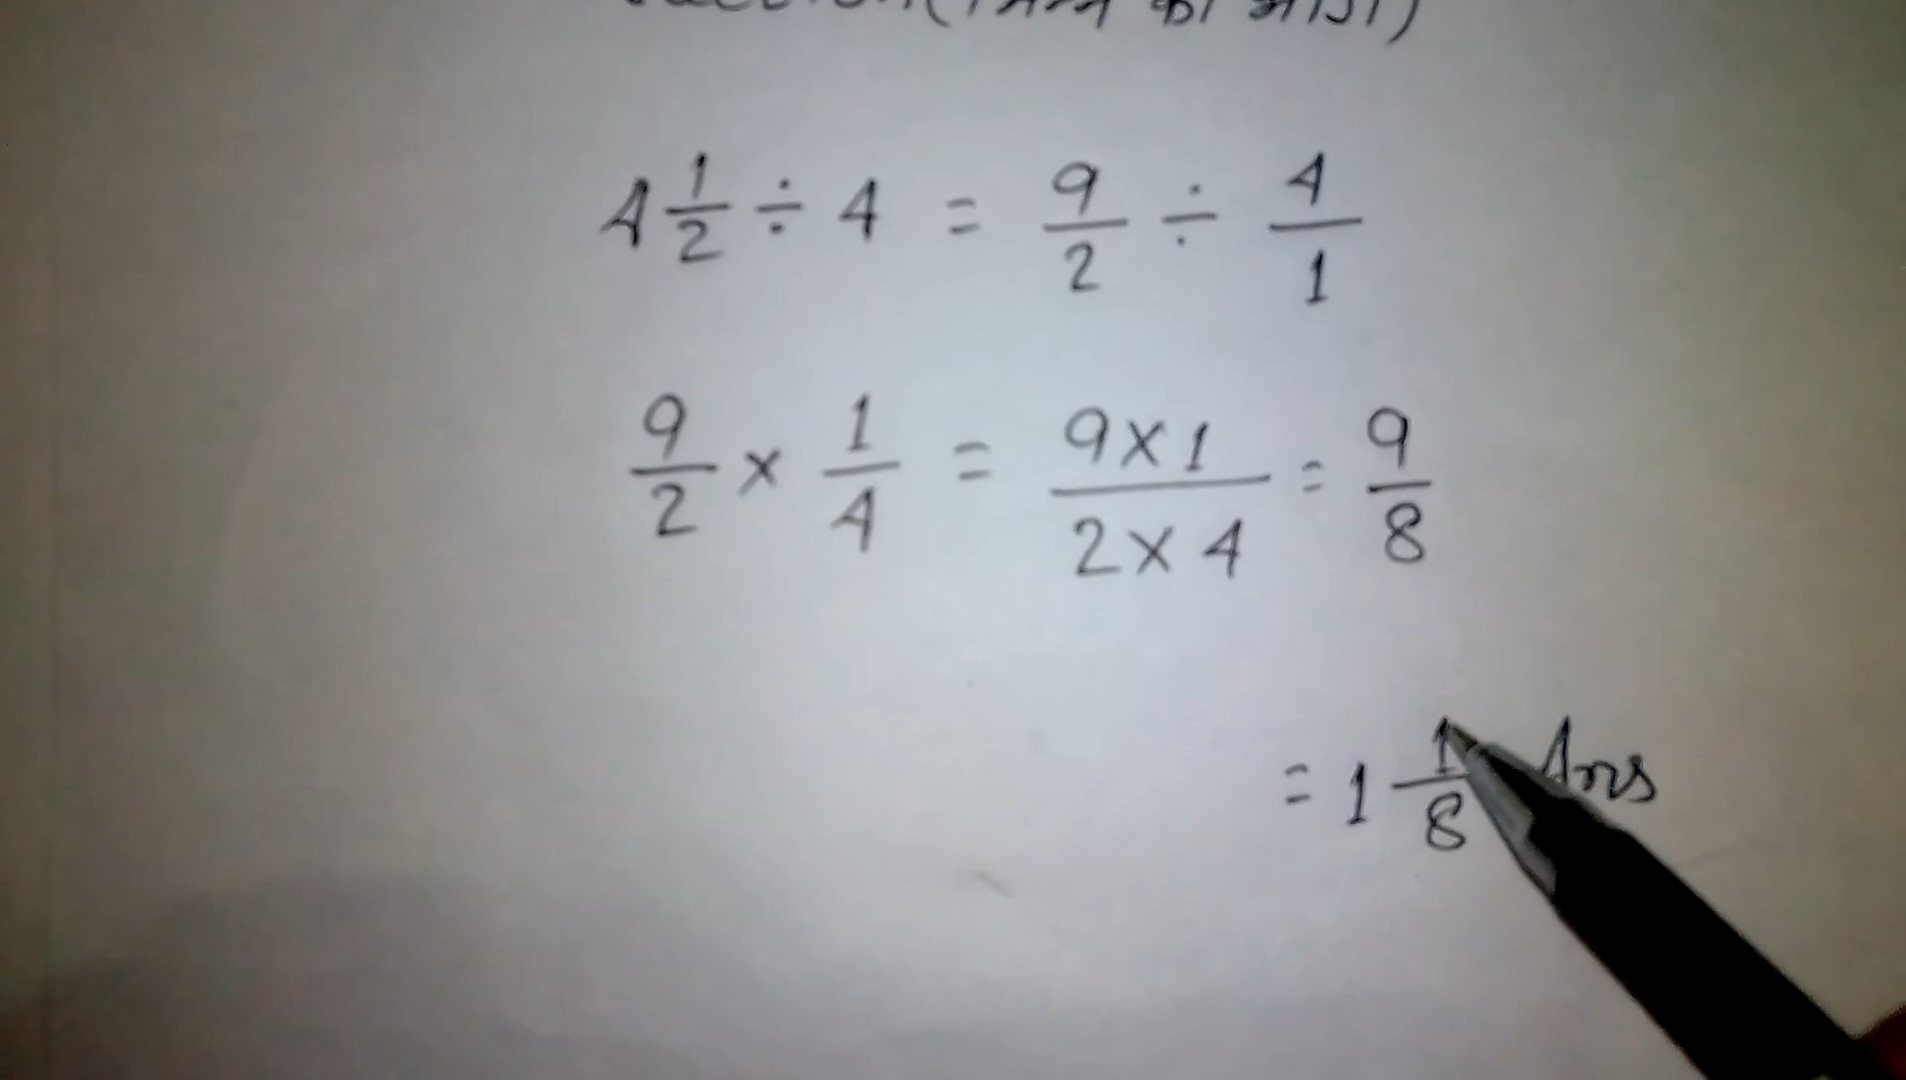 4 1/2 ÷ 4 = 9/2 ÷ 4/1
9/2 × 1/4 = 9×1/2×4 = 9/8
= 1 1/8 Ans